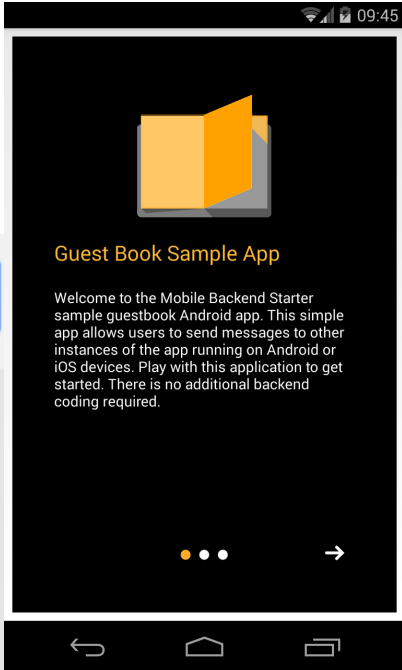 09:45
Guest Book Sample App
Welcome to the Mobile Backend Starter
sample guestbook Android app. This simple
app allows users to send messages to other
instances of the app running on Android or
iOS devices. Play with this application to get
started. There is no additional backend
coding required.